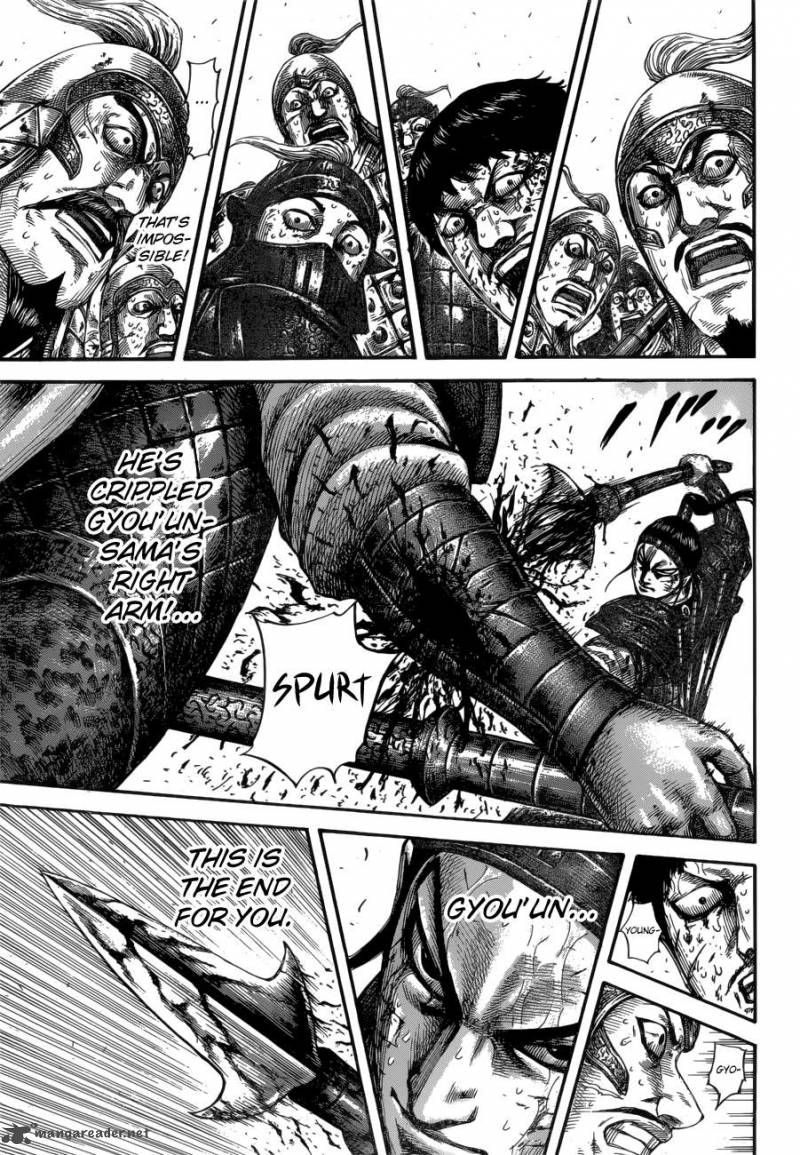 ...
THAT'S
IMPOS-
SIBLE!
HE'S
CRIPPLED
GYOU'UN-
SAMA'S
RIGHT
ARM!...
SPURT
THIS IS
THE END
FOR YOU.
GYOU'UN...
YOUNG-
GYO-
mangareader.net